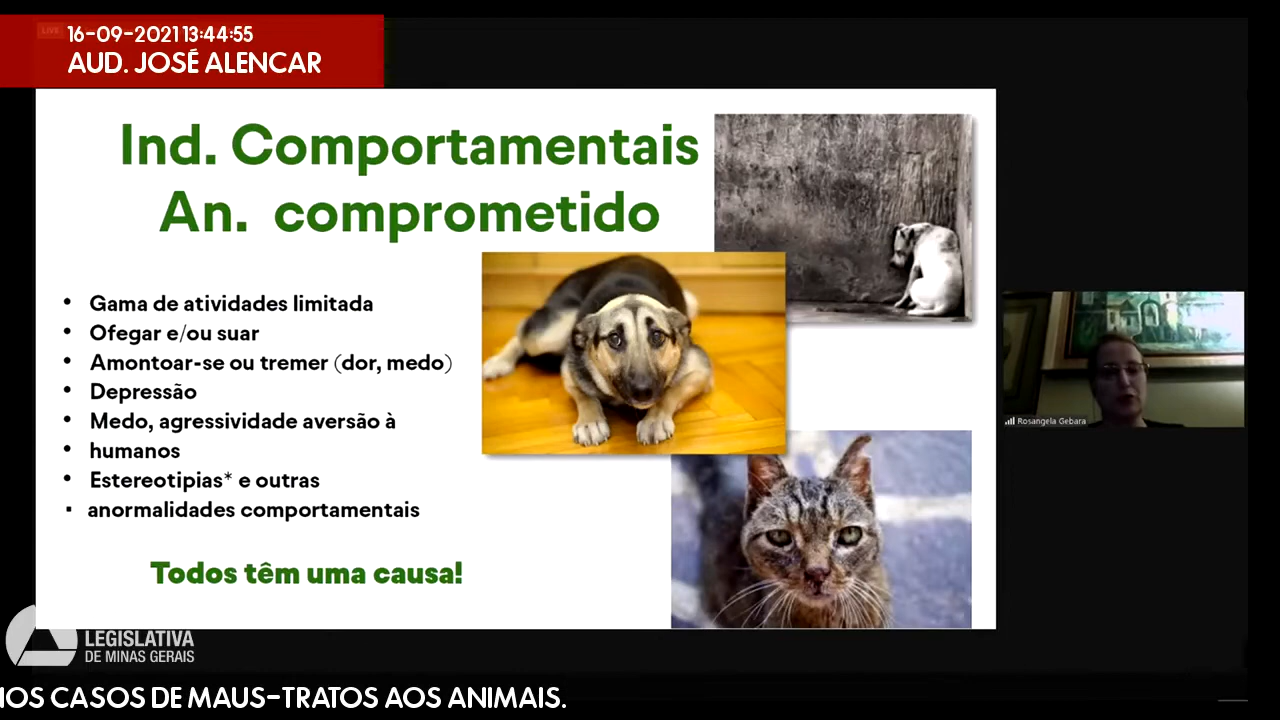 LIVE
16-09-2021 13:44:55
AUD. JOSÉ ALENCAR
Ind. Comportamentais
An. comprometido
• Gama de atividades limitada
• Ofegar e/ou suar
• Amontoar-se ou tremer (dor, medo)
• Depressão
• Medo, agressividade aversão à
• humanos
• Estereotipias* e outras
▪ anormalidades comportamentais
Todos têm uma causa!
Rosangela Gebara
LEGISLATIVA
DE MINAS GERAIS
NOS CASOS DE MAUS-TRATOS AOS ANIMAIS.